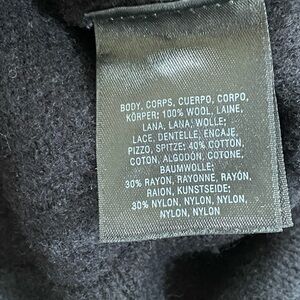 BODY, CORPS, CUERPO, CORPO,
KÖRPER: 100% WOOL, LAINE,
LANA, LANA, WOLLE;
LACE, DENTELLE, ENCAJE,
PIZZO, SPITZE: 40% COTTON,
COTON, ALGODÓN, COTONE,
BAUMWOLLE;
30% RAYON, RAYONNE, RAYÓN,
RAION, KUNSTSEIDE;
30% NYLON, NYLON, NYLON,
NYLON, NYLON